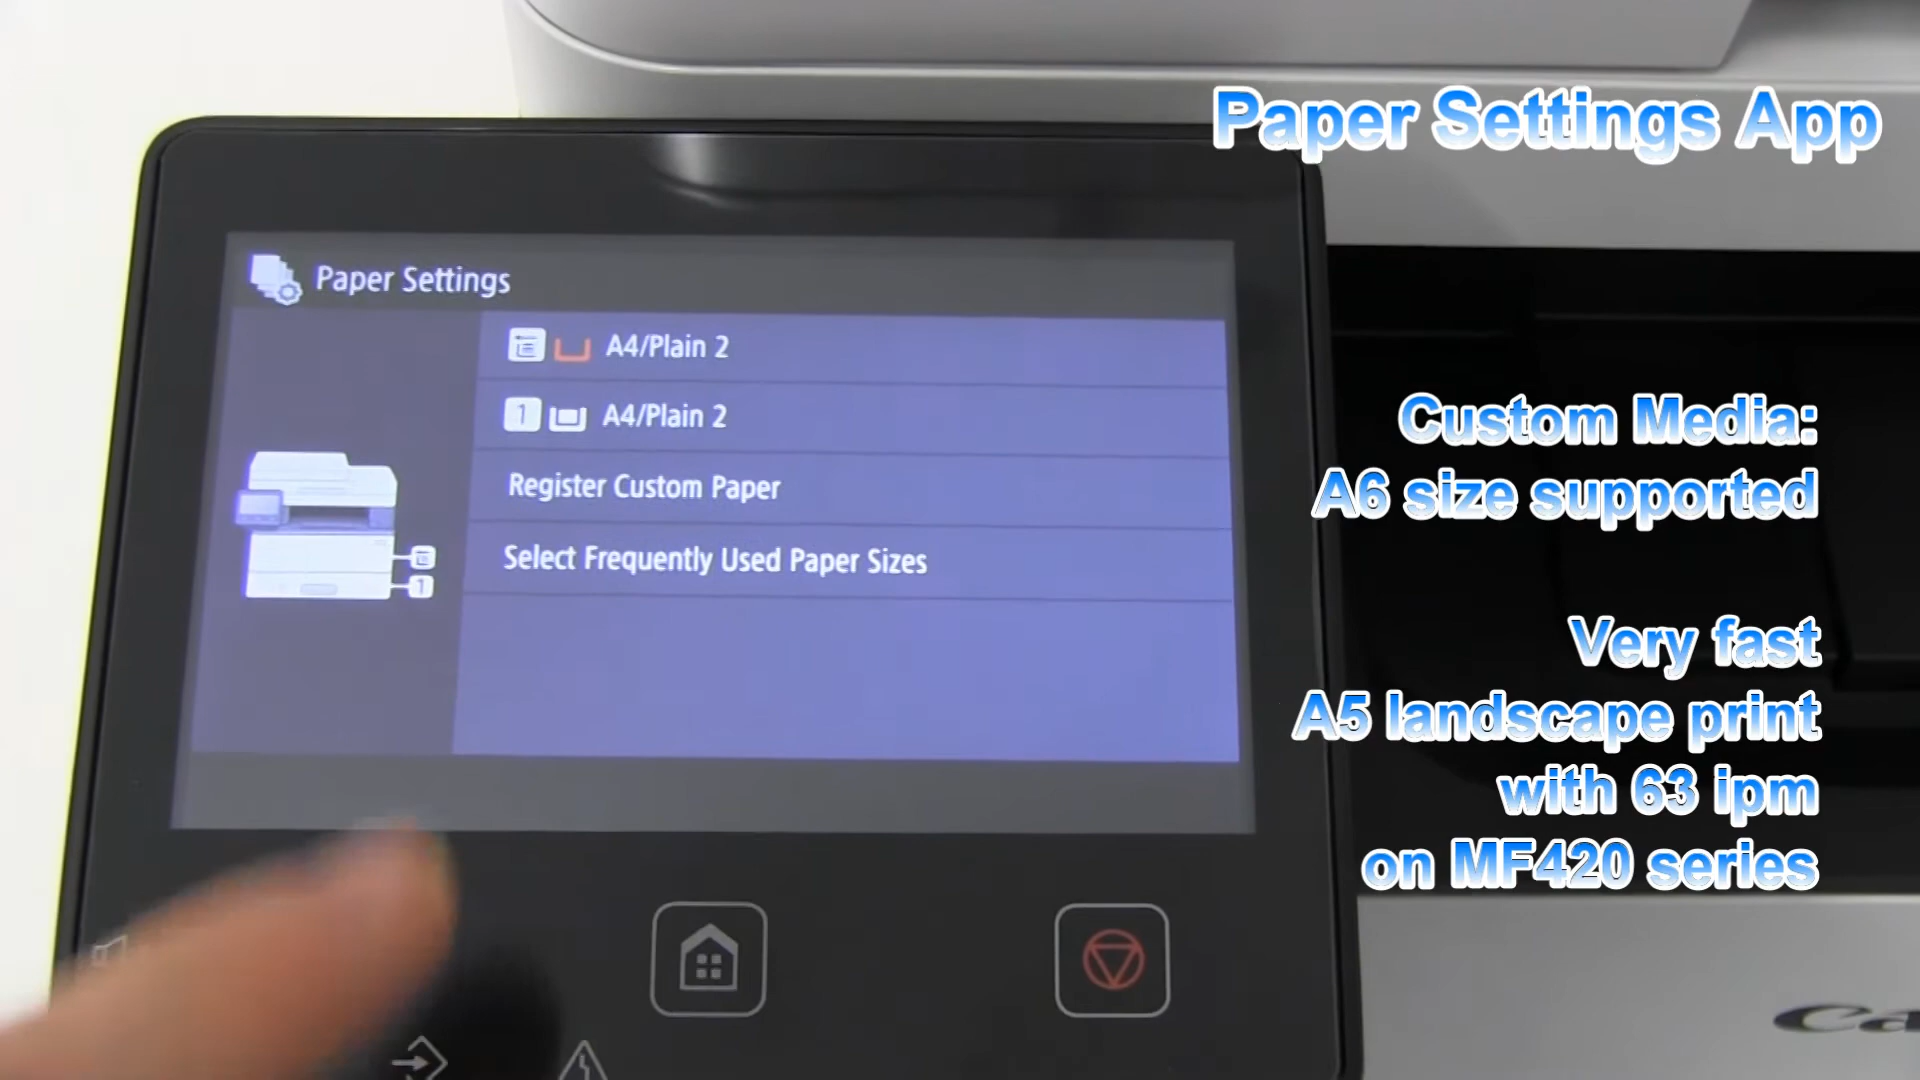 Paper Settings App
Paper Settings
A4/Plain 2
1 A4/Plain 2
Register Custom Paper
Select Frequently Used Paper Sizes
1
Custom Media:
A6 size supported
Very fast
A5 landscape print
with 63 ipm
on MF420 series